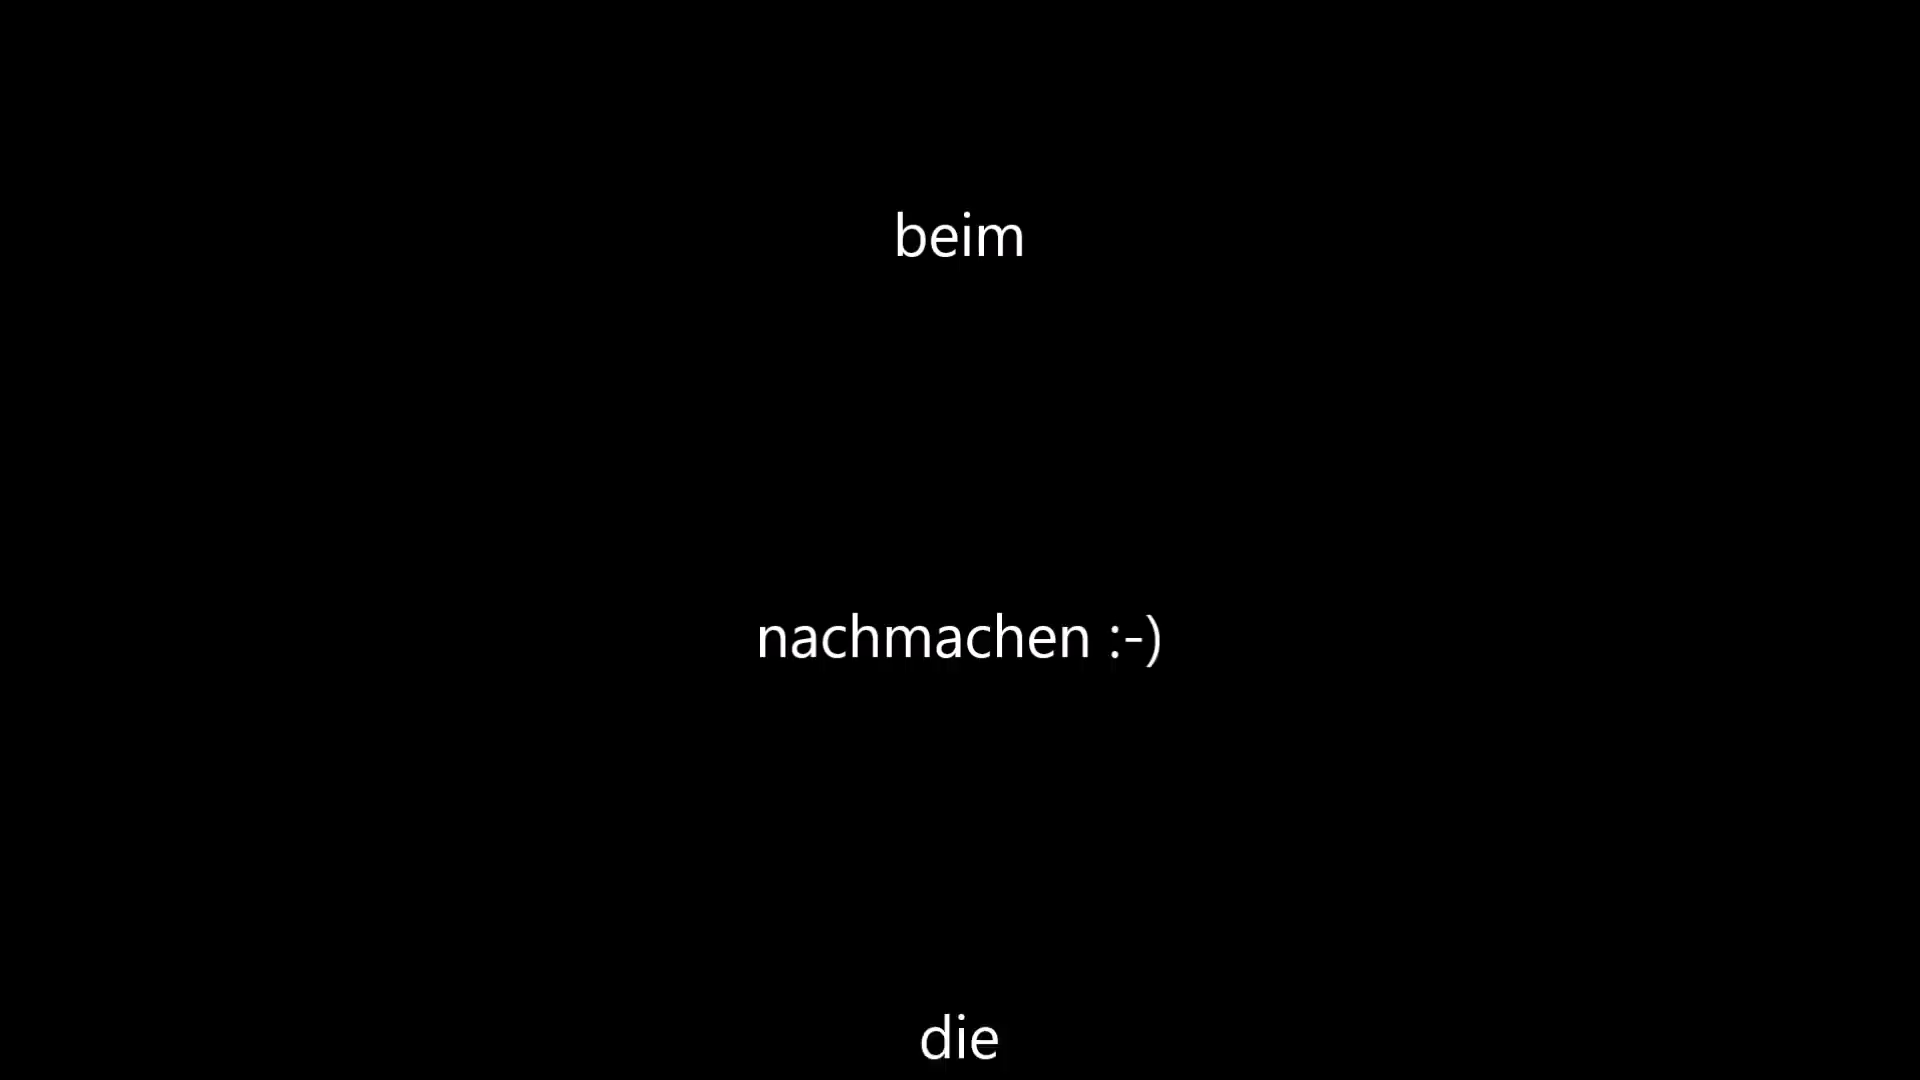 beim
nachmachen :-)
die